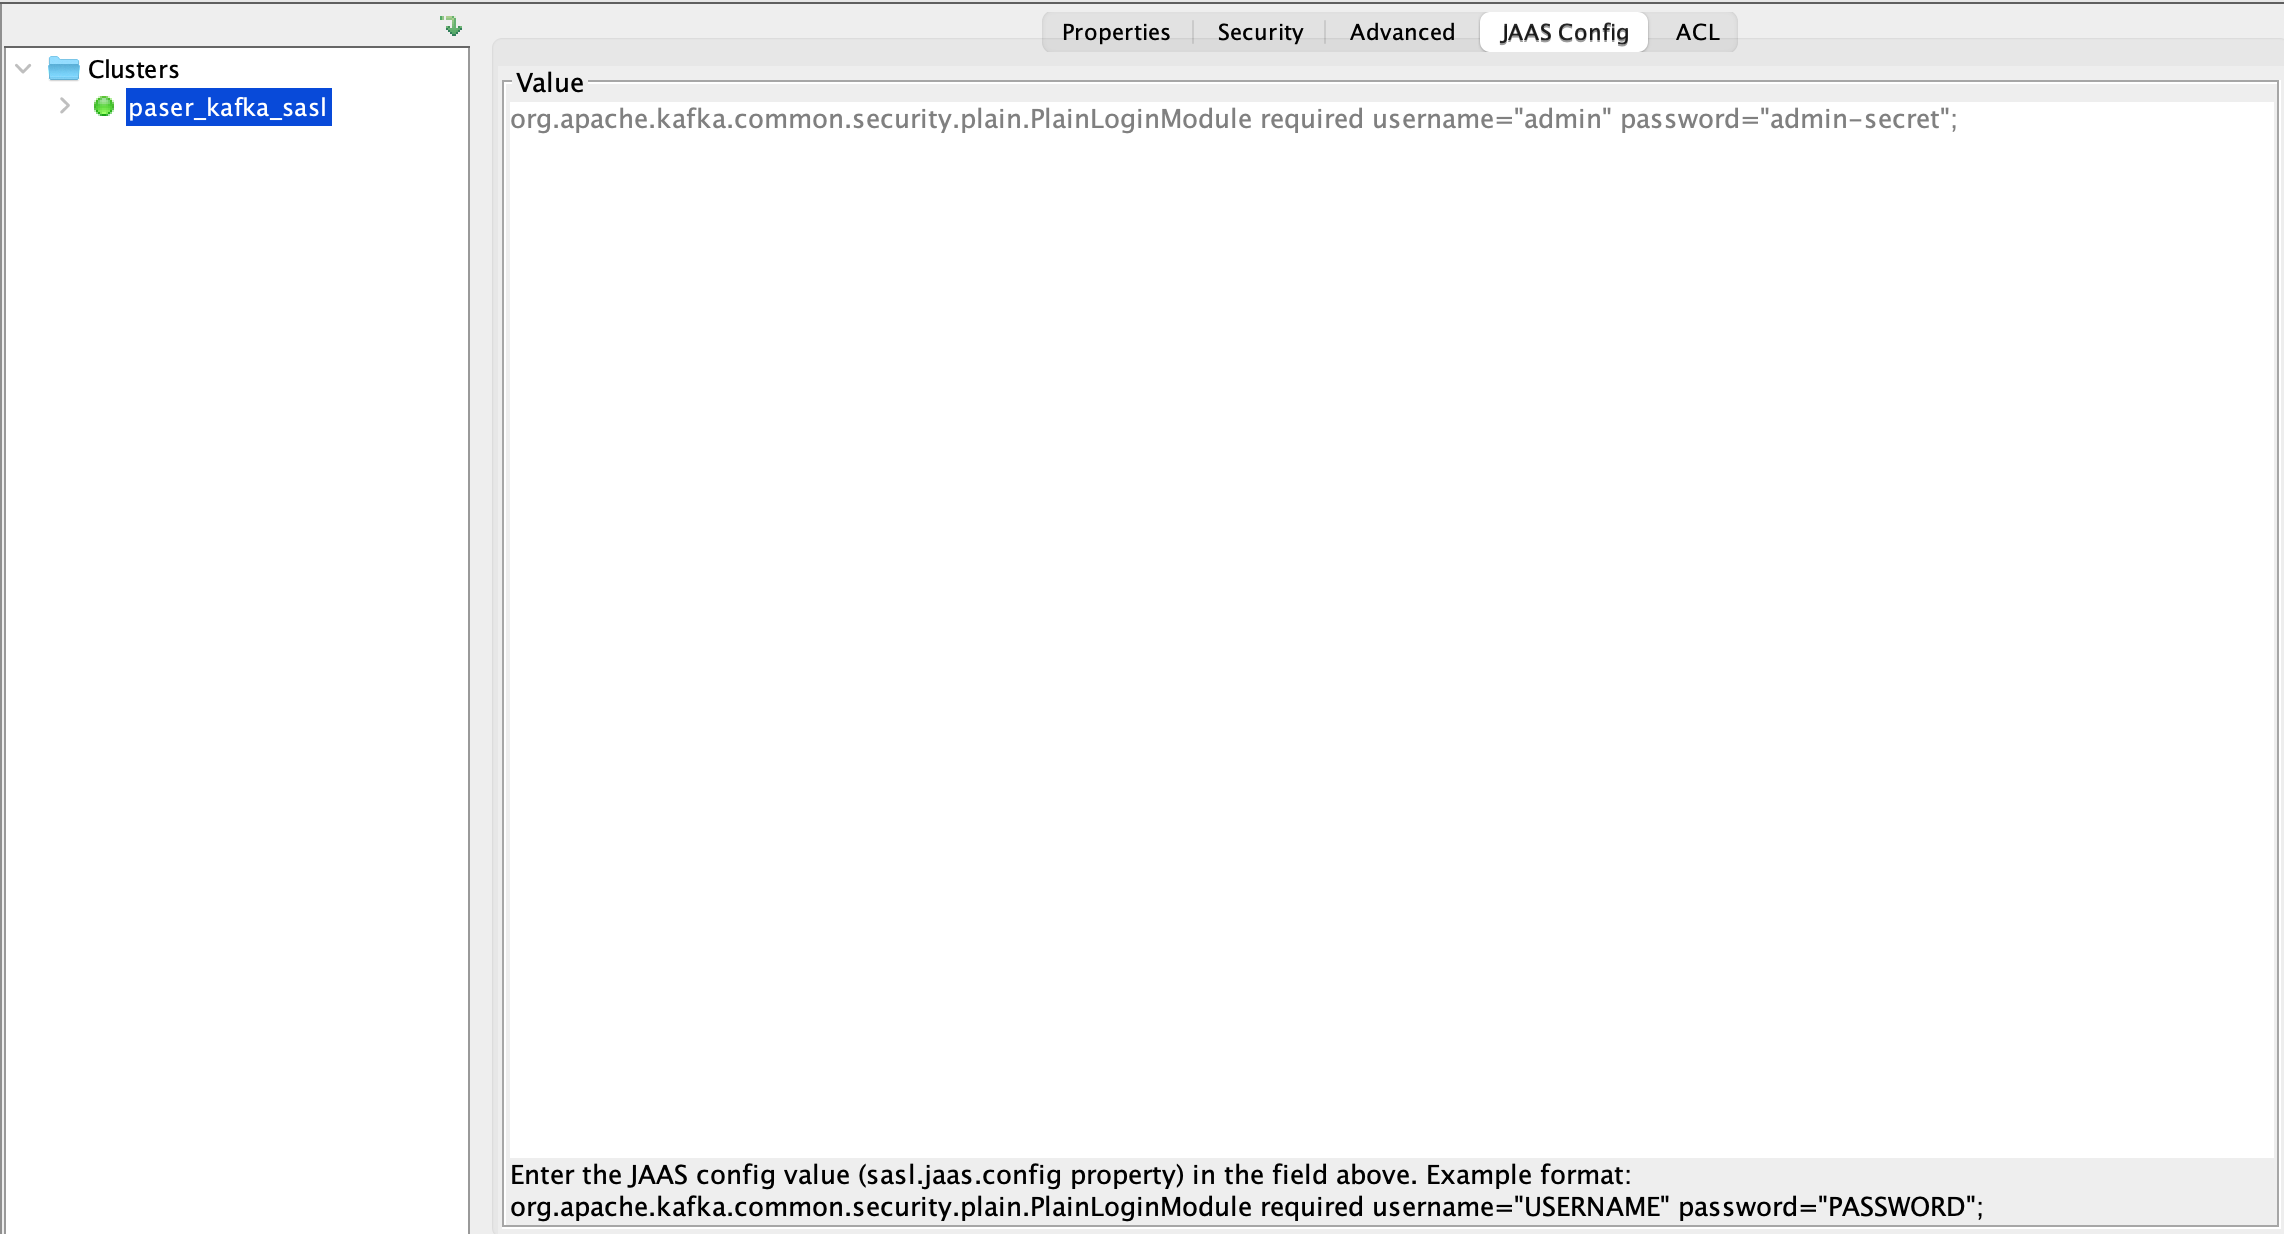 Properties Security Advanced JAAS Config ACL
Clusters
paser_kafka_sasl
Value
org.apache.kafka.common.security.plain.PlainLoginModule required username="admin" password="admin-secret";
Enter the JAAS config value (sasl.jaas.config property) in the field above. Example format:
org.apache.kafka.common.security.plain.PlainLoginModule required username="USERNAME" password="PASSWORD";